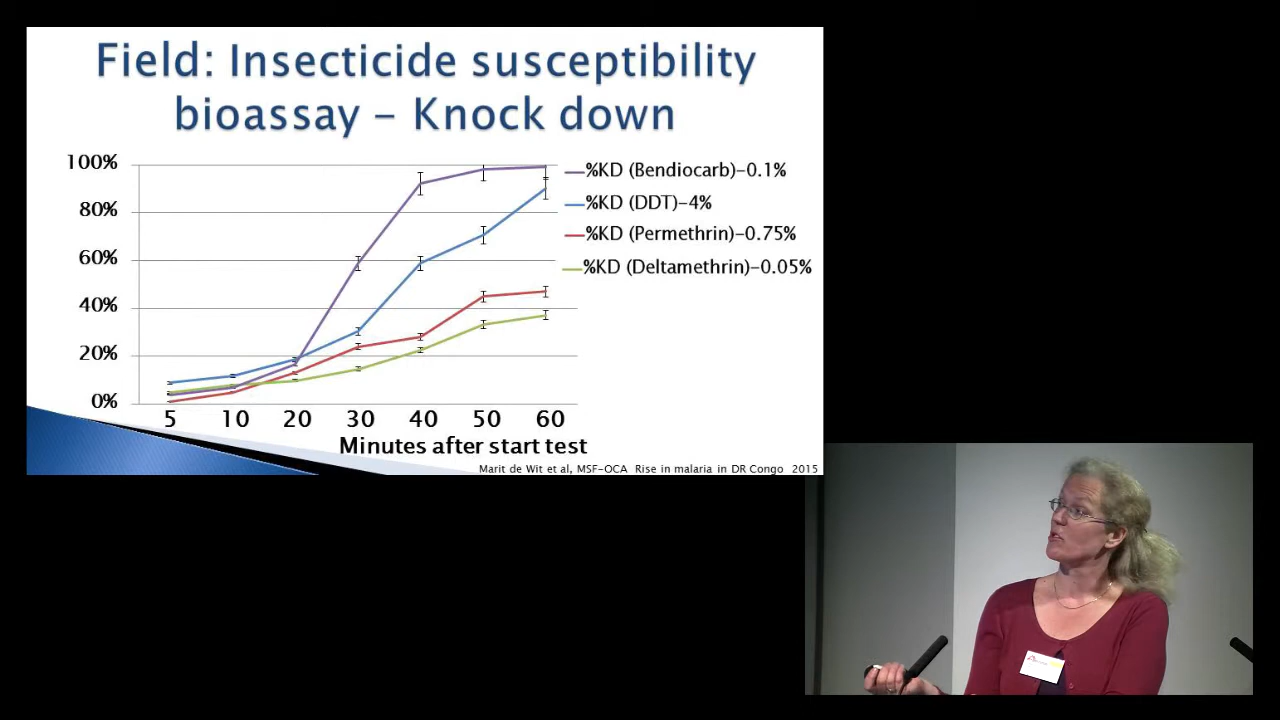 Field: Insecticide susceptibility
bioassay – Knock down
100%
80%
60%
40%
20%
0%
5 10 20 30 40 50 60
Minutes after start test
%KD (Bendiocarb)-0.1%
%KD (DDT)-4%
%KD (Permethrin)-0.75%
%KD (Deltamethrin)-0.05%
Marit de Wit et al, MSF-OCA Rise in malaria in DR Congo 2015